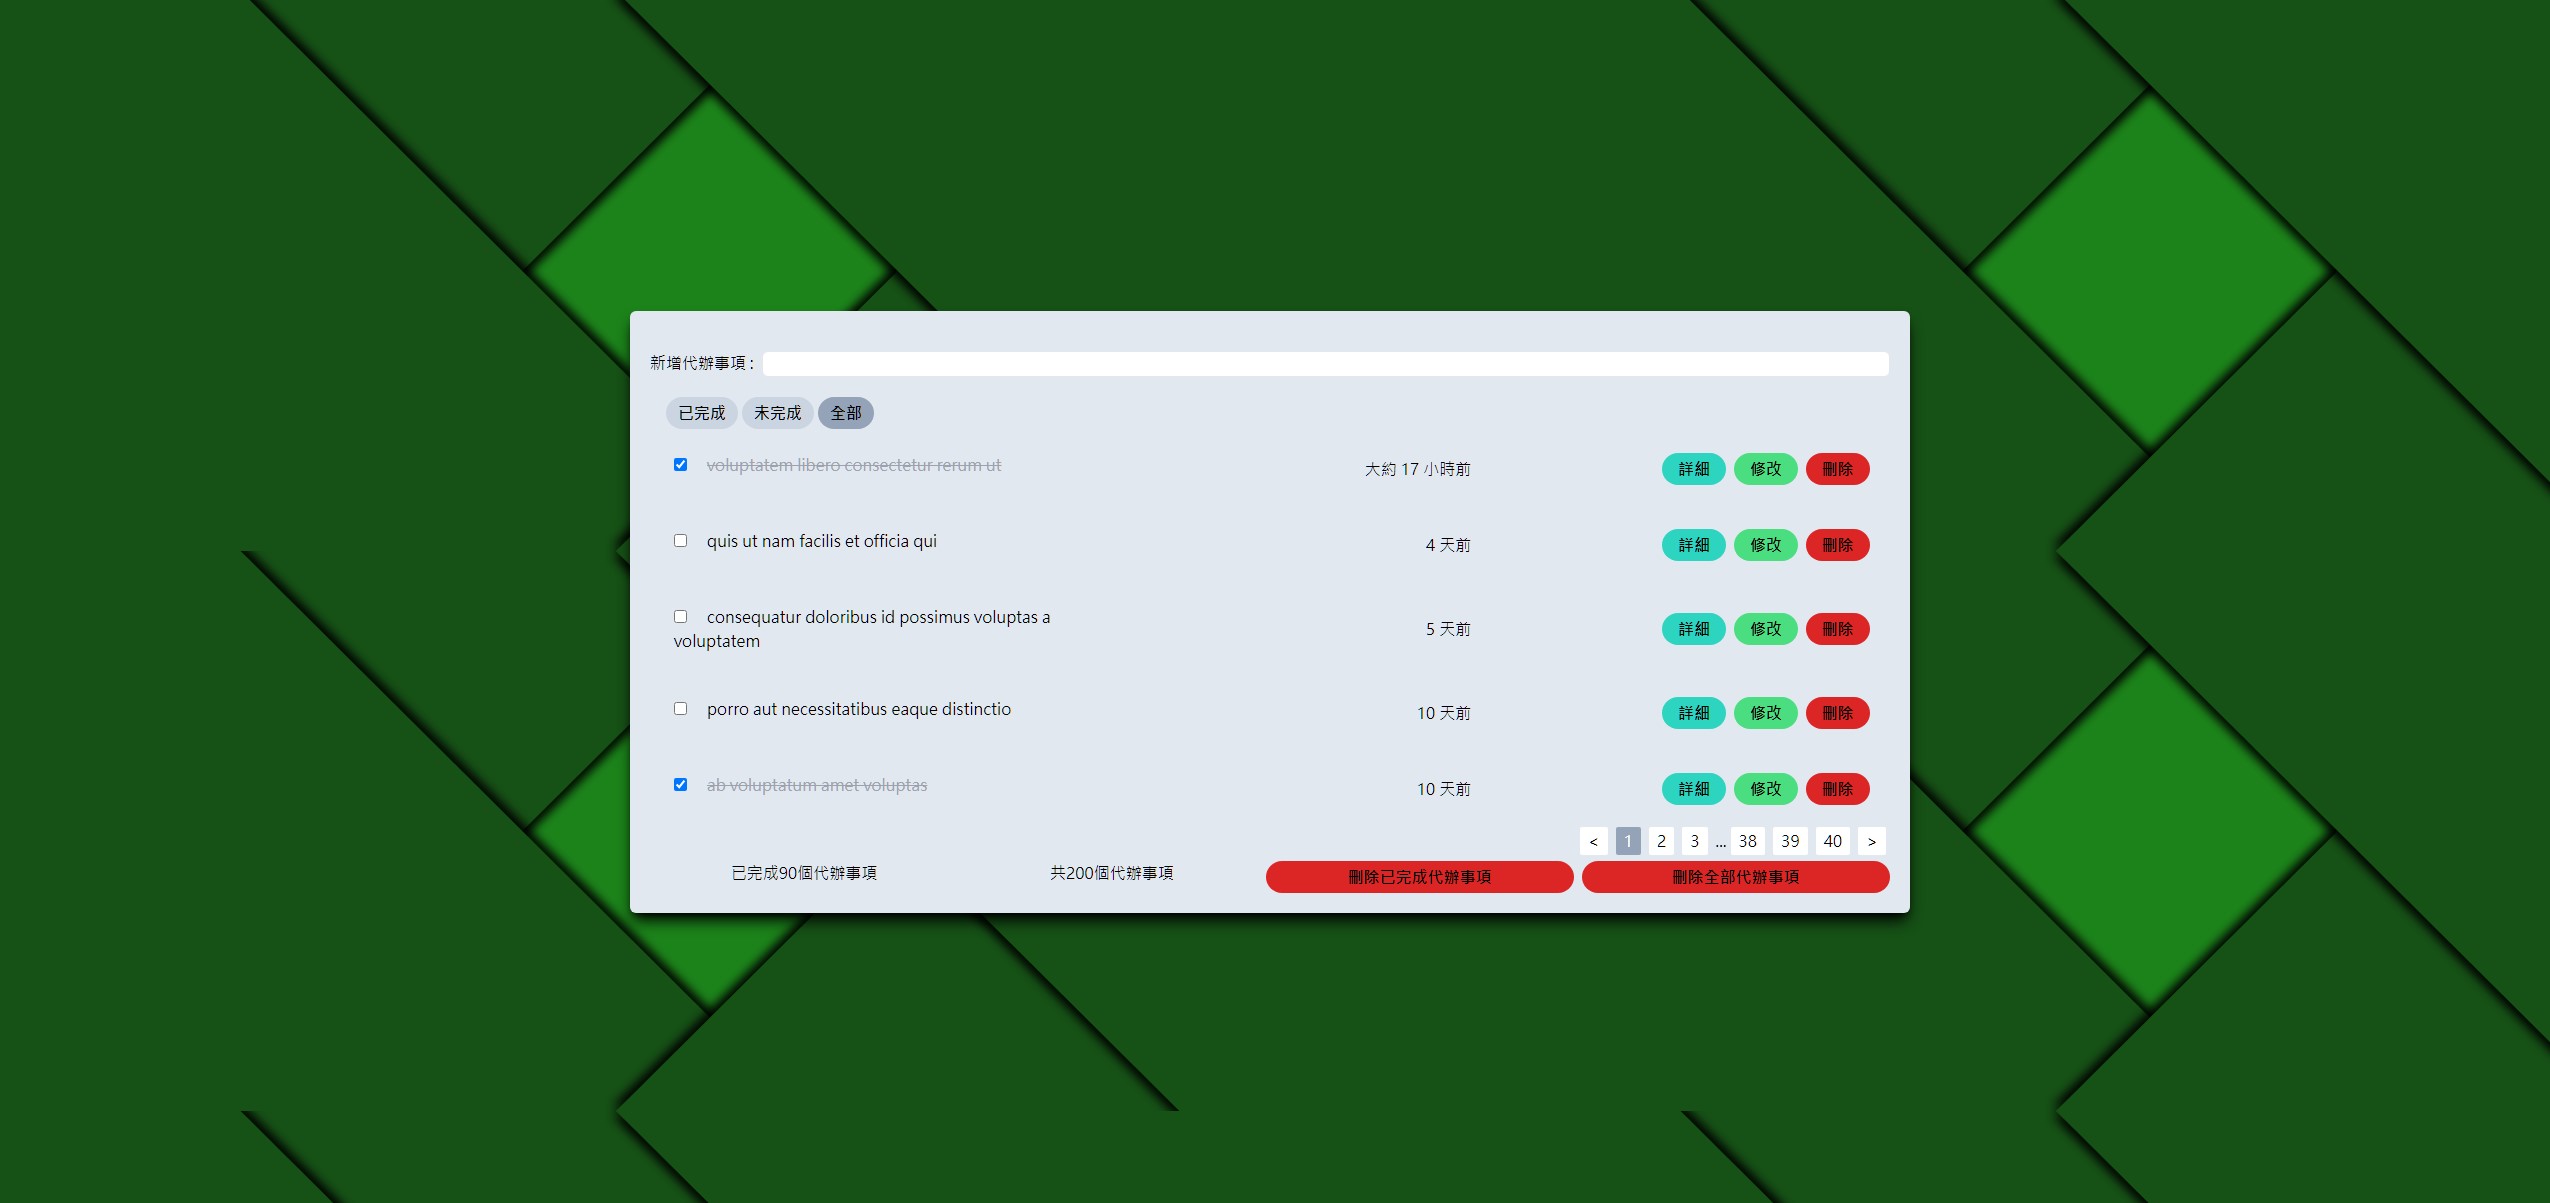 新增代辦事項 :
已完成 未完成 全部
voluptatem libero consectetur rerum ut 大約 17 小時前 詳細 修改 刪除
quis ut nam facilis et officia qui 4 天前 詳細 修改 刪除
consequatur doloribus id possimus voluptas a
voluptatem 5 天前 詳細 修改 刪除
porro aut necessitatibus eaque distinctio 10 天前 詳細 修改 刪除
ab voluptatum amet voluptas 10 天前 詳細 修改 刪除
< 1 2 3 ... 38 39 40 >
已完成90個代辦事項 共200個代辦事項 刪除已完成代辦事項 刪除全部代辦事項